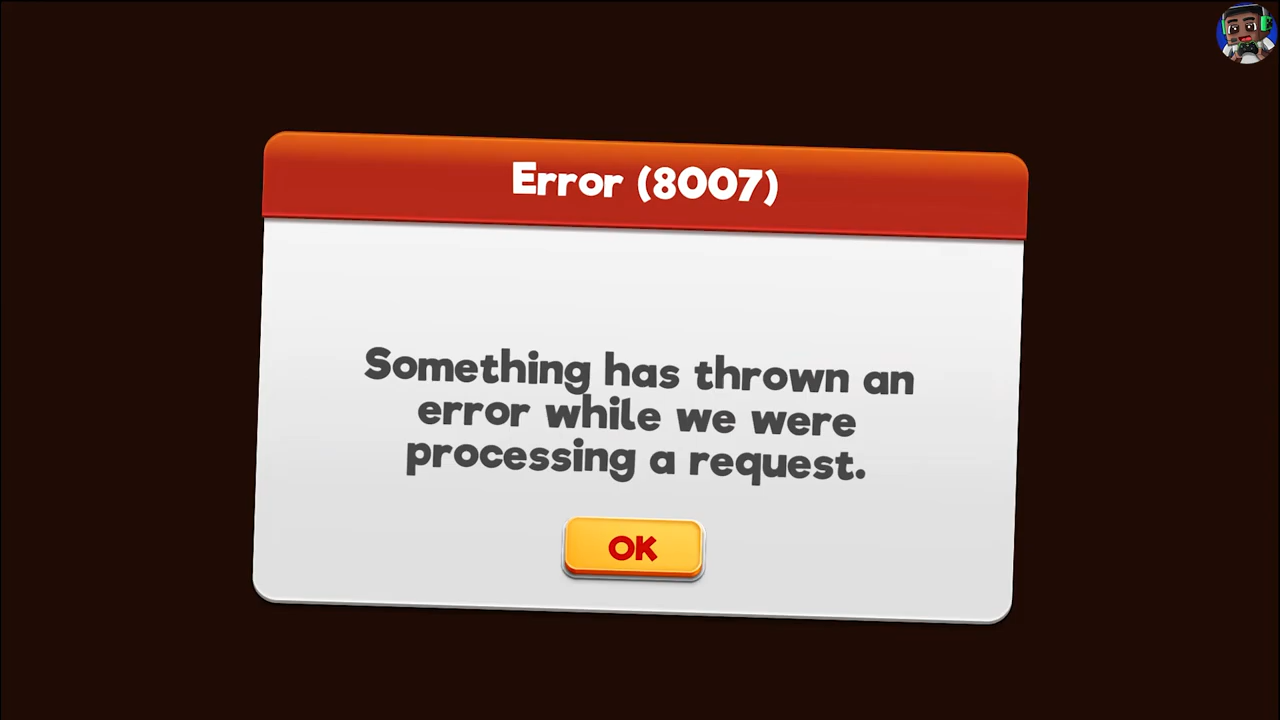 Error (8007)
Something has thrown an
error while we were
processing a request.
OK